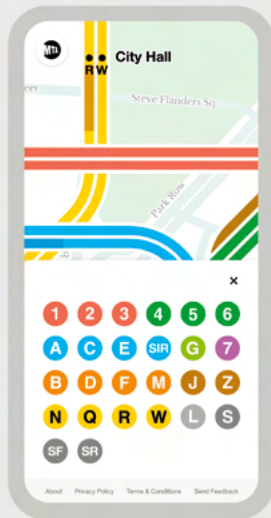 MTA
City Hall
R W
Steve Flanders Sq.
Park Row
×
1 2 3 4 5 6
A C E SIR G 7
B D F M J Z
N Q R W L S
SF SR
About Privacy Policy Terms & Conditions Send Feedback